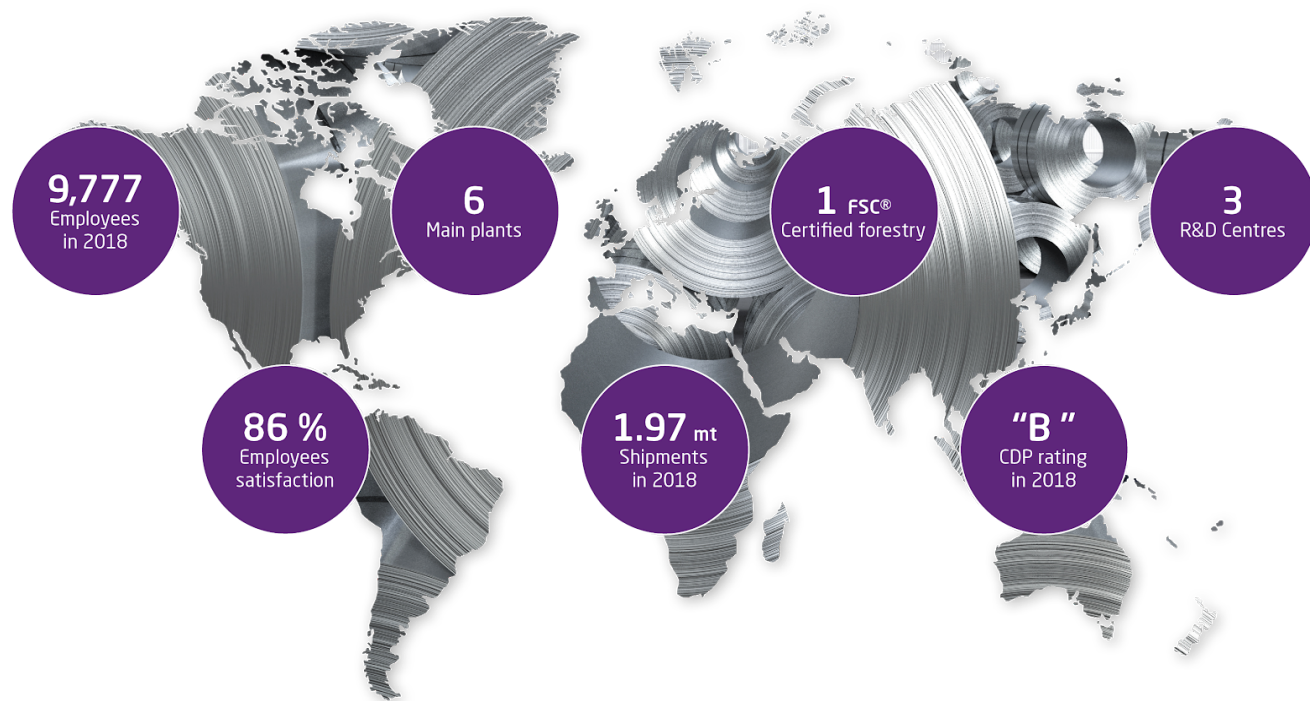 9,777
Employees
in 2018
6
Main plants
1 FSC®
Certified forestry
3
R&D Centres
86 %
Employees
satisfaction
1.97 mt
Shipments
in 2018
“B ”
CDP rating
in 2018